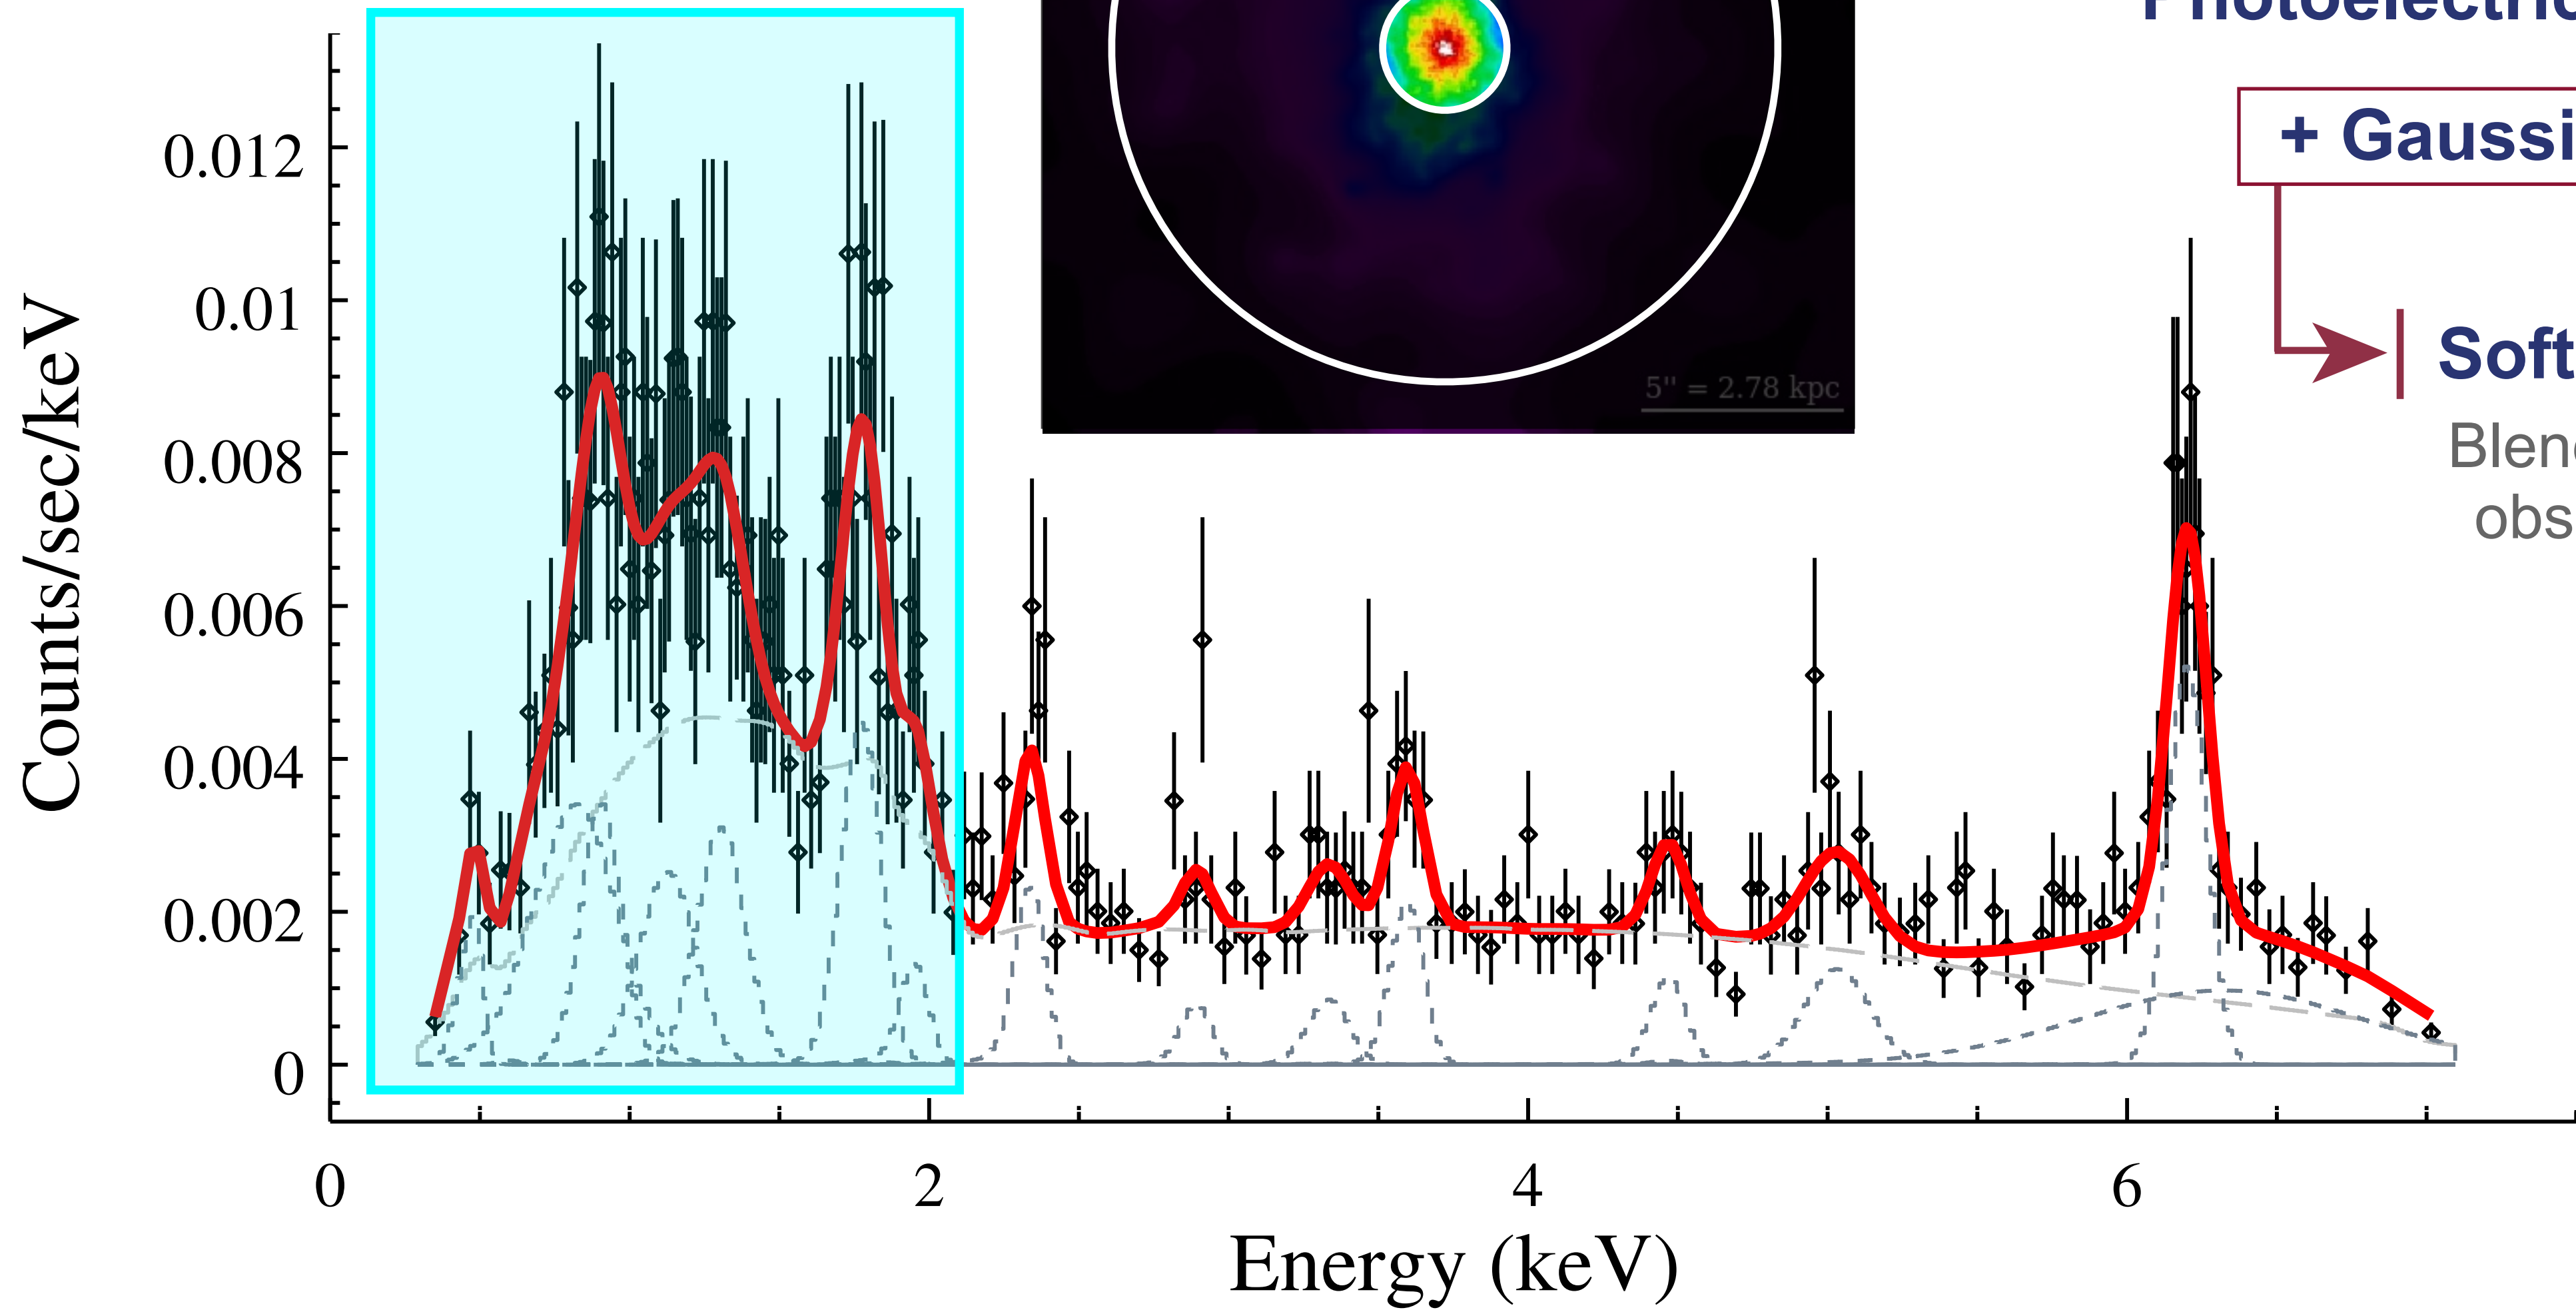 + Gaussi
Soft
Blen
obs
5'' = 2.78 kpc
Counts/sec/keV
0.012
0.01
0.008
0.006
0.004
0.002
0
0
2
4
6
Energy (keV)